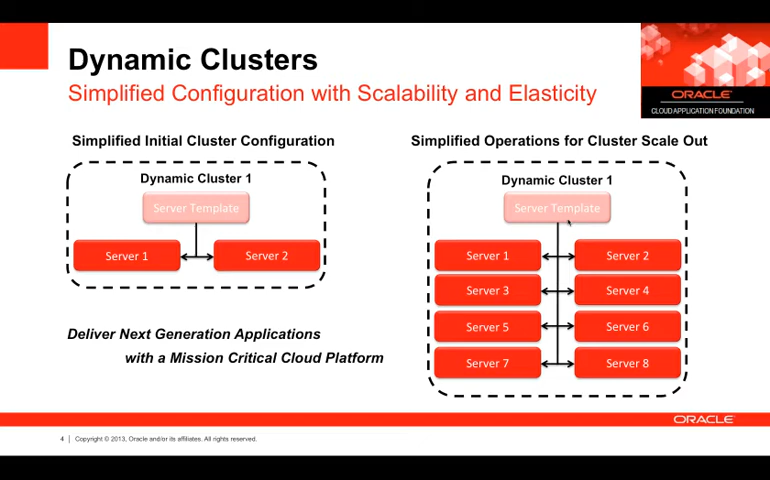 Dynamic Clusters
Simplified Configuration with Scalability and Elasticity
ORACLE
CLOUD APPLICATION FOUNDATION
Simplified Initial Cluster Configuration
Dynamic Cluster 1
Server Template
Server 1
Server 2
Deliver Next Generation Applications
with a Mission Critical Cloud Platform
Simplified Operations for Cluster Scale Out
Dynamic Cluster 1
Server Template
Server 1
Server 2
Server 3
Server 4
Server 5
Server 6
Server 7
Server 8
ORACLE
4 | Copyright © 2013, Oracle and/or its affiliates. All rights reserved.